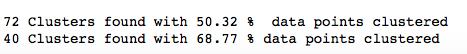 72 Clusters found with 50.32 %  data points clustered
40 Clusters found with 68.77 % data points clustered